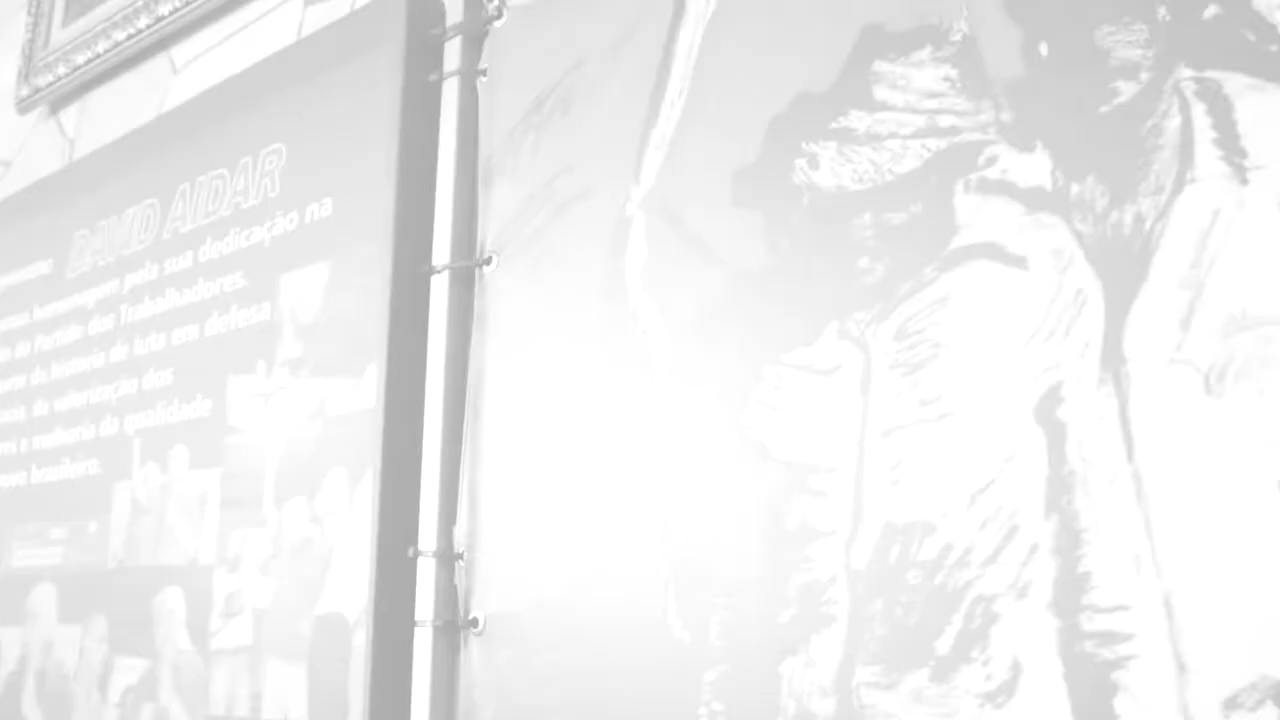 DAVID AIDAR
homenagem pela sua dedicação na
do Partido dos Trabalhadores.
da história de luta em defesa
da valorização dos
e melhoria da qualidade
povo brasileiro.